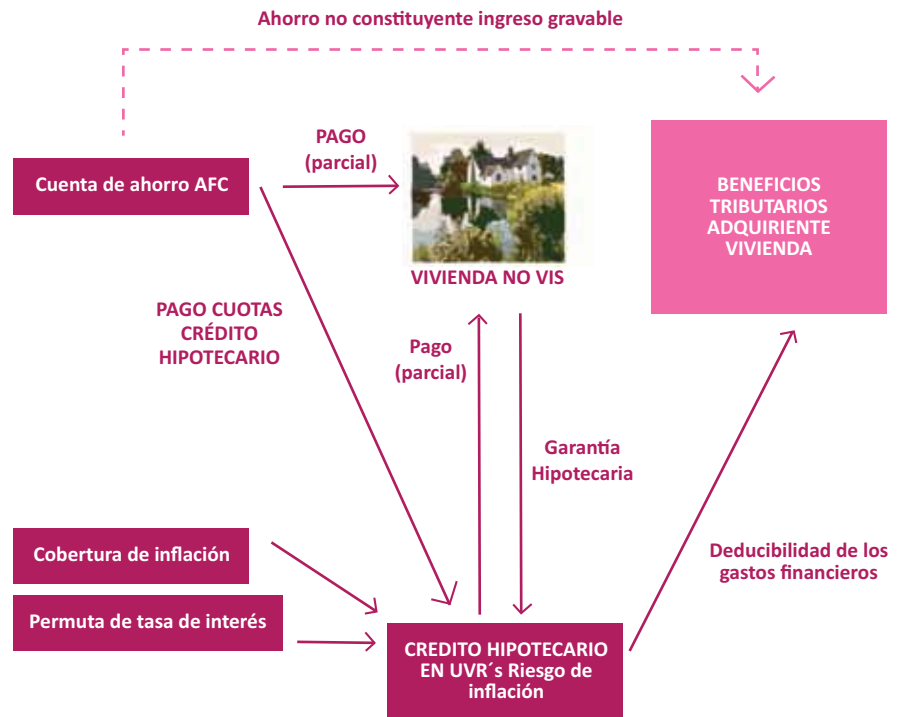 Ahorro no constituyente ingreso gravable
PAGO
(parcial)
Cuenta de ahorro AFC
BENEFICIOS
TRIBUTARIOS
ADQUIRIENTE
VIVIENDA
VIVIENDA NO VIS
PAGO CUOTAS
CRÉDITO
HIPOTECARIO
Pago
(parcial)
Garantía
Hipotecaria
Cobertura de inflación
Deducibilidad de los
gastos financieros
Permuta de tasa de interés
CREDITO HIPOTECARIO
EN UVR´s Riesgo de
inflación